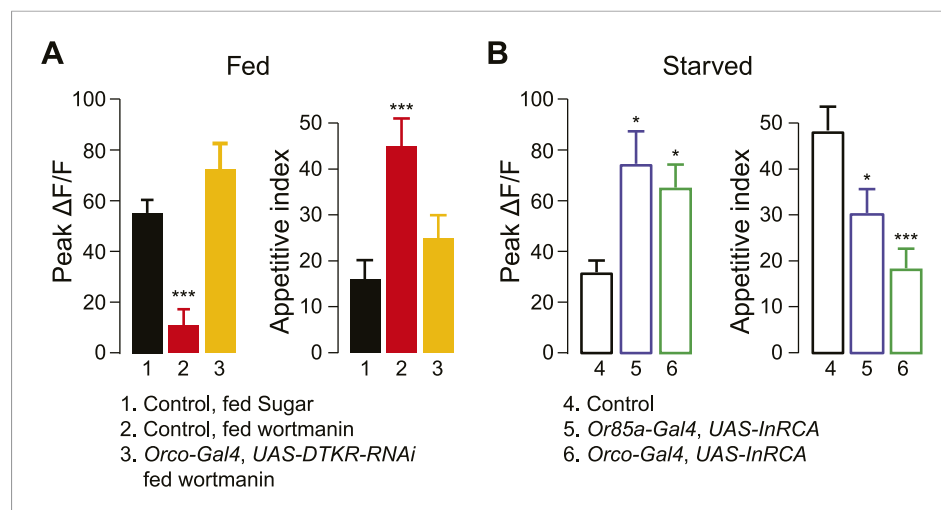 A
Fed
B
Starved
Peak ΔF/F
100
80
60
40
20
0
***
1 2 3
Appetitive index
50
40
30
20
10
0
***
1 2 3
Peak ΔF/F
100
80
60
40
20
0
*
*
4 5 6
Appetitive index
50
40
30
20
10
0
*
***
4 5 6
1. Control, fed Sugar
2. Control, fed wortmanin
3. Orco-Gal4, UAS-DTKR-RNAi
fed wortmanin
4. Control
5. Or85a-Gal4, UAS-InRCA
6. Orco-Gal4, UAS-InRCA